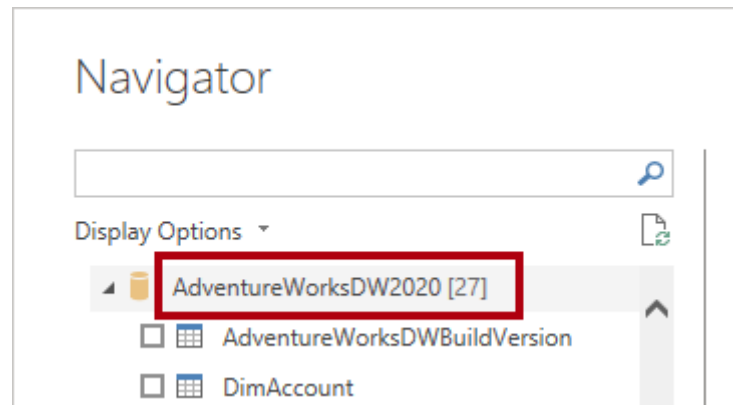 Navigator
Display Options
AdventureWorksDW2020 [27]
AdventureWorksDWBuildVersion
DimAccount